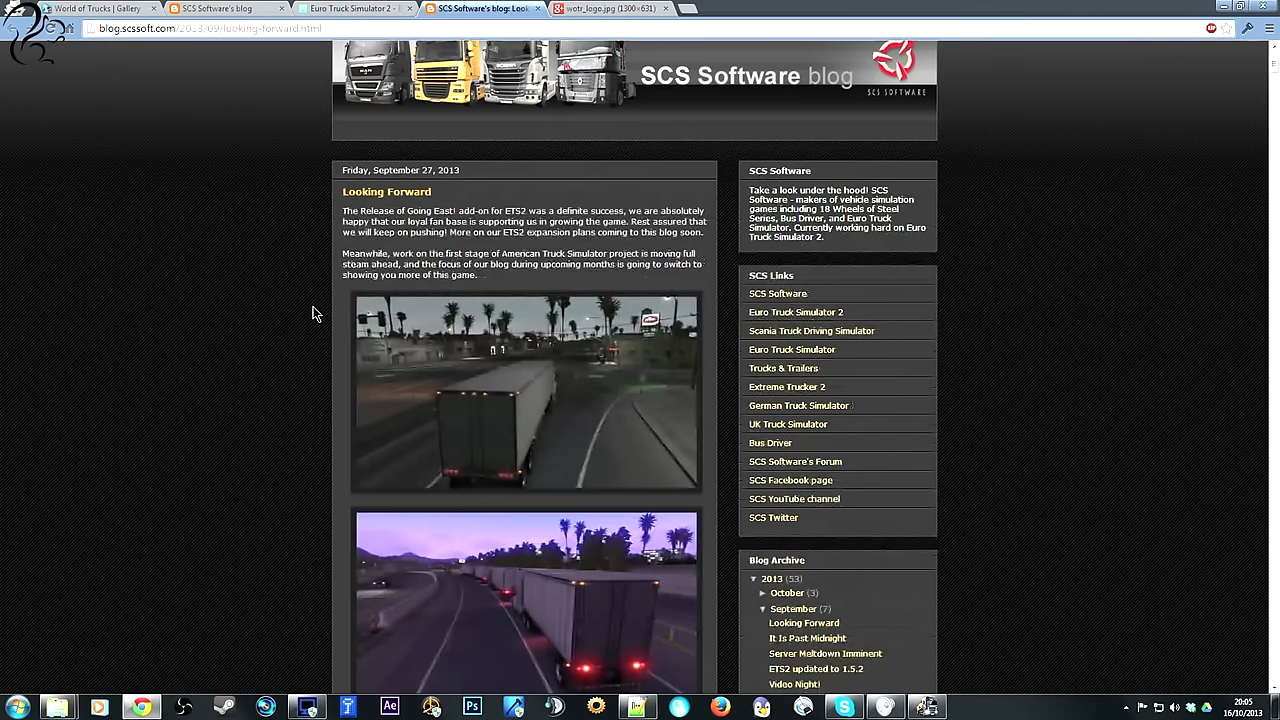 World of Trucks | Gallery
SCS Software's blog
Euro Truck Simulator 2 -
SCS Software's blog: Look
wotr_logo.jpg (1300×631)
blog.scssoft.com/2013/09/looking-forward.html
SCS Software blog
SCS SOFTWARE
Friday, September 27, 2013
Looking Forward
The Release of Going East! add-on for ETS2 was a definite success, we are absolutely
happy that our loyal fan base is supporting us in growing the game. Rest assured that
we will keep on pushing! More on our ETS2 expansion plans coming to this blog soon.
Meanwhile, work on the first stage of American Truck Simulator project is moving full
steam ahead, and the focus of our blog during upcoming months is going to switch to
showing you more of this game.
SCS Software
Take a look under the hood! SCS
Software - makers of vehicle simulation
games including 18 Wheels of Steel
Series, Bus Driver, and Euro Truck
Simulator. Currently working hard on Euro
Truck Simulator 2.
SCS Links
SCS Software
Euro Truck Simulator 2
Scania Truck Driving Simulator
Euro Truck Simulator
Trucks & Trailers
Extreme Trucker 2
German Truck Simulator
UK Truck Simulator
Bus Driver
SCS Software's Forum
SCS Facebook page
SCS YouTube channel
SCS Twitter
Blog Archive
▼ 2013 (53)
► October (3)
▼ September (7)
Looking Forward
It Is Past Midnight
Server Meltdown Imminent
ETS2 updated to 1.5.2
Video Night!
Ae
Ps
20:05
16/10/2013